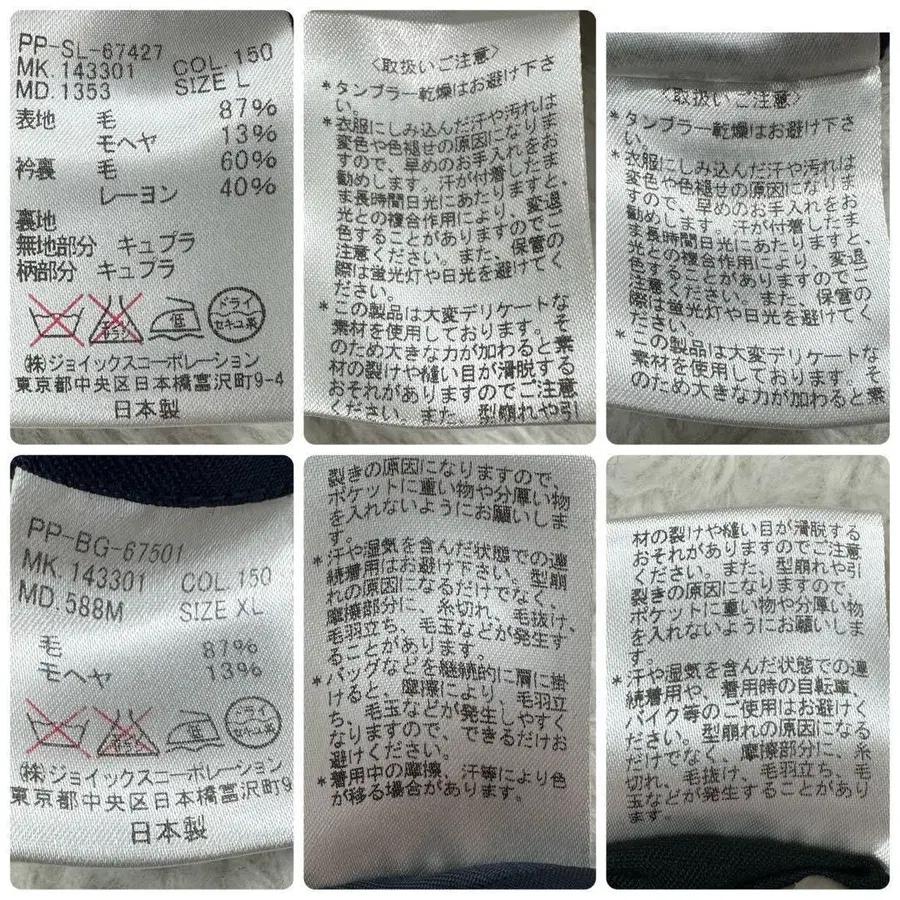 PP-SL-67427
MK. 143301 COL. 150
MD. 1353 SIZE L
表地 毛 87%
モヘヤ 13%
衿裏 毛 60%
レーヨン 40%
裏地
無地部分 キュプラ
柄部分 キュプラ
エンソサラシ 低 ドライ セキユ系
㈱ジョイックスコーポレーション
東京都中央区日本橋富沢町9-4
日本製
〈取扱いご注意〉
*タンブラー乾燥はお避け下さ
い。
*衣服にしみ込んだ汗や汚れは
変色や色褪せの原因になりま
すので、早めのお手入れをお
勧めします。汗が付着したま
ま長時間日光にあたりますと、
光との複合作用により、変退
色することがありますのでご
注意ください。また、保管の
際は蛍光灯や日光を避けてく
ださい。
*この製品は大変デリケートな
素材を使用しております。そ
のため大きな力が加わると素
材の裂けや縫い目が滑脱する
おそれがありますのでご注意
ください。また、型崩れや引
〈取扱いご注意〉
*タンブラー乾燥はお避け下さ
い。
*衣服にしみ込んだ汗や汚れは
変色や色褪せの原因になりま
すので、早めのお手入れをお
勧めします。汗が付着したま
ま長時間日光にあたりますと、
光との複合作用により、変退
色することがありますのでご
注意ください。また、保管の
際は蛍光灯や日光を避けてく
ださい。
*この製品は大変デリケートな
素材を使用しております。そ
のため大きな力が加わると素
PP-BG-67501
MK. 143301 COL. 150
MD. 588M SIZE XL
毛 87%
モヘヤ 13%
エンソサラシ 低 ドライ セキユ系
㈱ジョイックスコーポレーション
東京都中央区日本橋富沢町9
日本製
裂きの原因になりますので、
ポケットに重い物や分厚い物
を入れないようにお願いしま
す。
*汗や湿気を含んだ状態での連
続着用はお避け下さい。型崩
れの原因になるだけでなく、
摩擦部分に、糸切れ、毛抜け、
毛羽立ち、毛玉などが発生す
ることがあります。
*バッグなどを継続的に肩に掛
けると、摩擦により、毛羽立
ち、毛玉などが発生しやすく
なりますので、できるだけお
避けください。
*着用中の摩擦、汗等により色
が移る場合があります。
材の裂けや縫い目が滑脱する
おそれがありますのでご注意
ください。また、型崩れや引
裂きの原因になりますので、
ポケットに重い物や分厚い物
を入れないようにお願いしま
す。
*汗や湿気を含んだ状態での連
続着用や、着用時の自転車、
バイク等のご使用はお避けく
ださい。型崩れの原因になる
だけでなく、摩擦部分に、糸
切れ、毛抜け、毛羽立ち、毛
玉などが発生することがあり
ます。